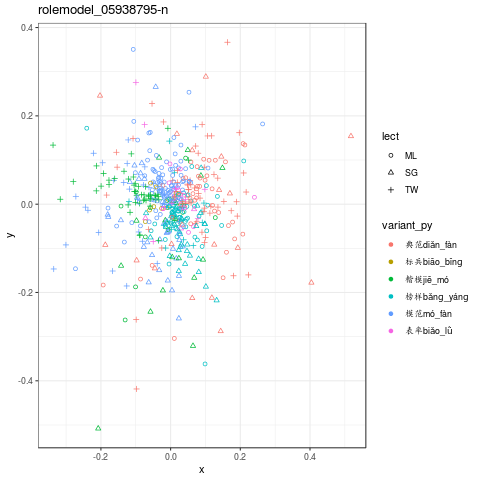 rolemodel_05938795-n
0.4
0.2
0.0
-0.2
-0.4
y
-0.2
0.0
0.2
0.4
x
lect
ML
SG
TW
variant_py
典范diǎn_fàn
标兵biāo_bīng
楷模jiē_mó
榜样bǎng_yáng
模范mó_fàn
表率biǎo_lǜ